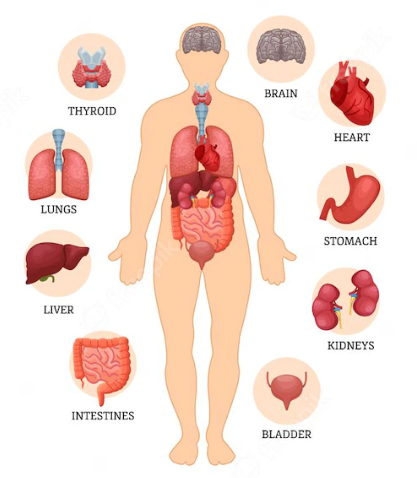 BRAIN
THYROID
HEART
LUNGS
STOMACH
LIVER
KIDNEYS
INTESTINES
BLADDER